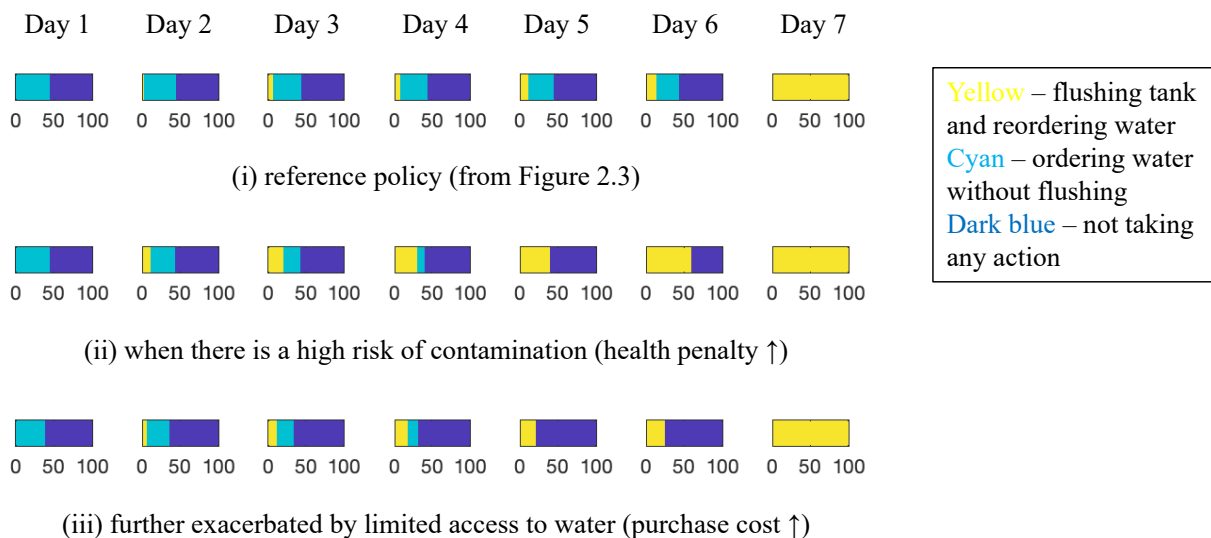 Day 1 Day 2 Day 3 Day 4 Day 5 Day 6 Day 7
0 50 100 0 50 100 0 50 100 0 50 100 0 50 100 0 50 100 0 50 100
(i) reference policy (from Figure 2.3)
0 50 100 0 50 100 0 50 100 0 50 100 0 50 100 0 50 100 0 50 100
(ii) when there is a high risk of contamination (health penalty ↑)
0 50 100 0 50 100 0 50 100 0 50 100 0 50 100 0 50 100 0 50 100
(iii) further exacerbated by limited access to water (purchase cost ↑)
Yellow – flushing tank
and reordering water
Cyan – ordering water
without flushing
Dark blue – not taking
any action